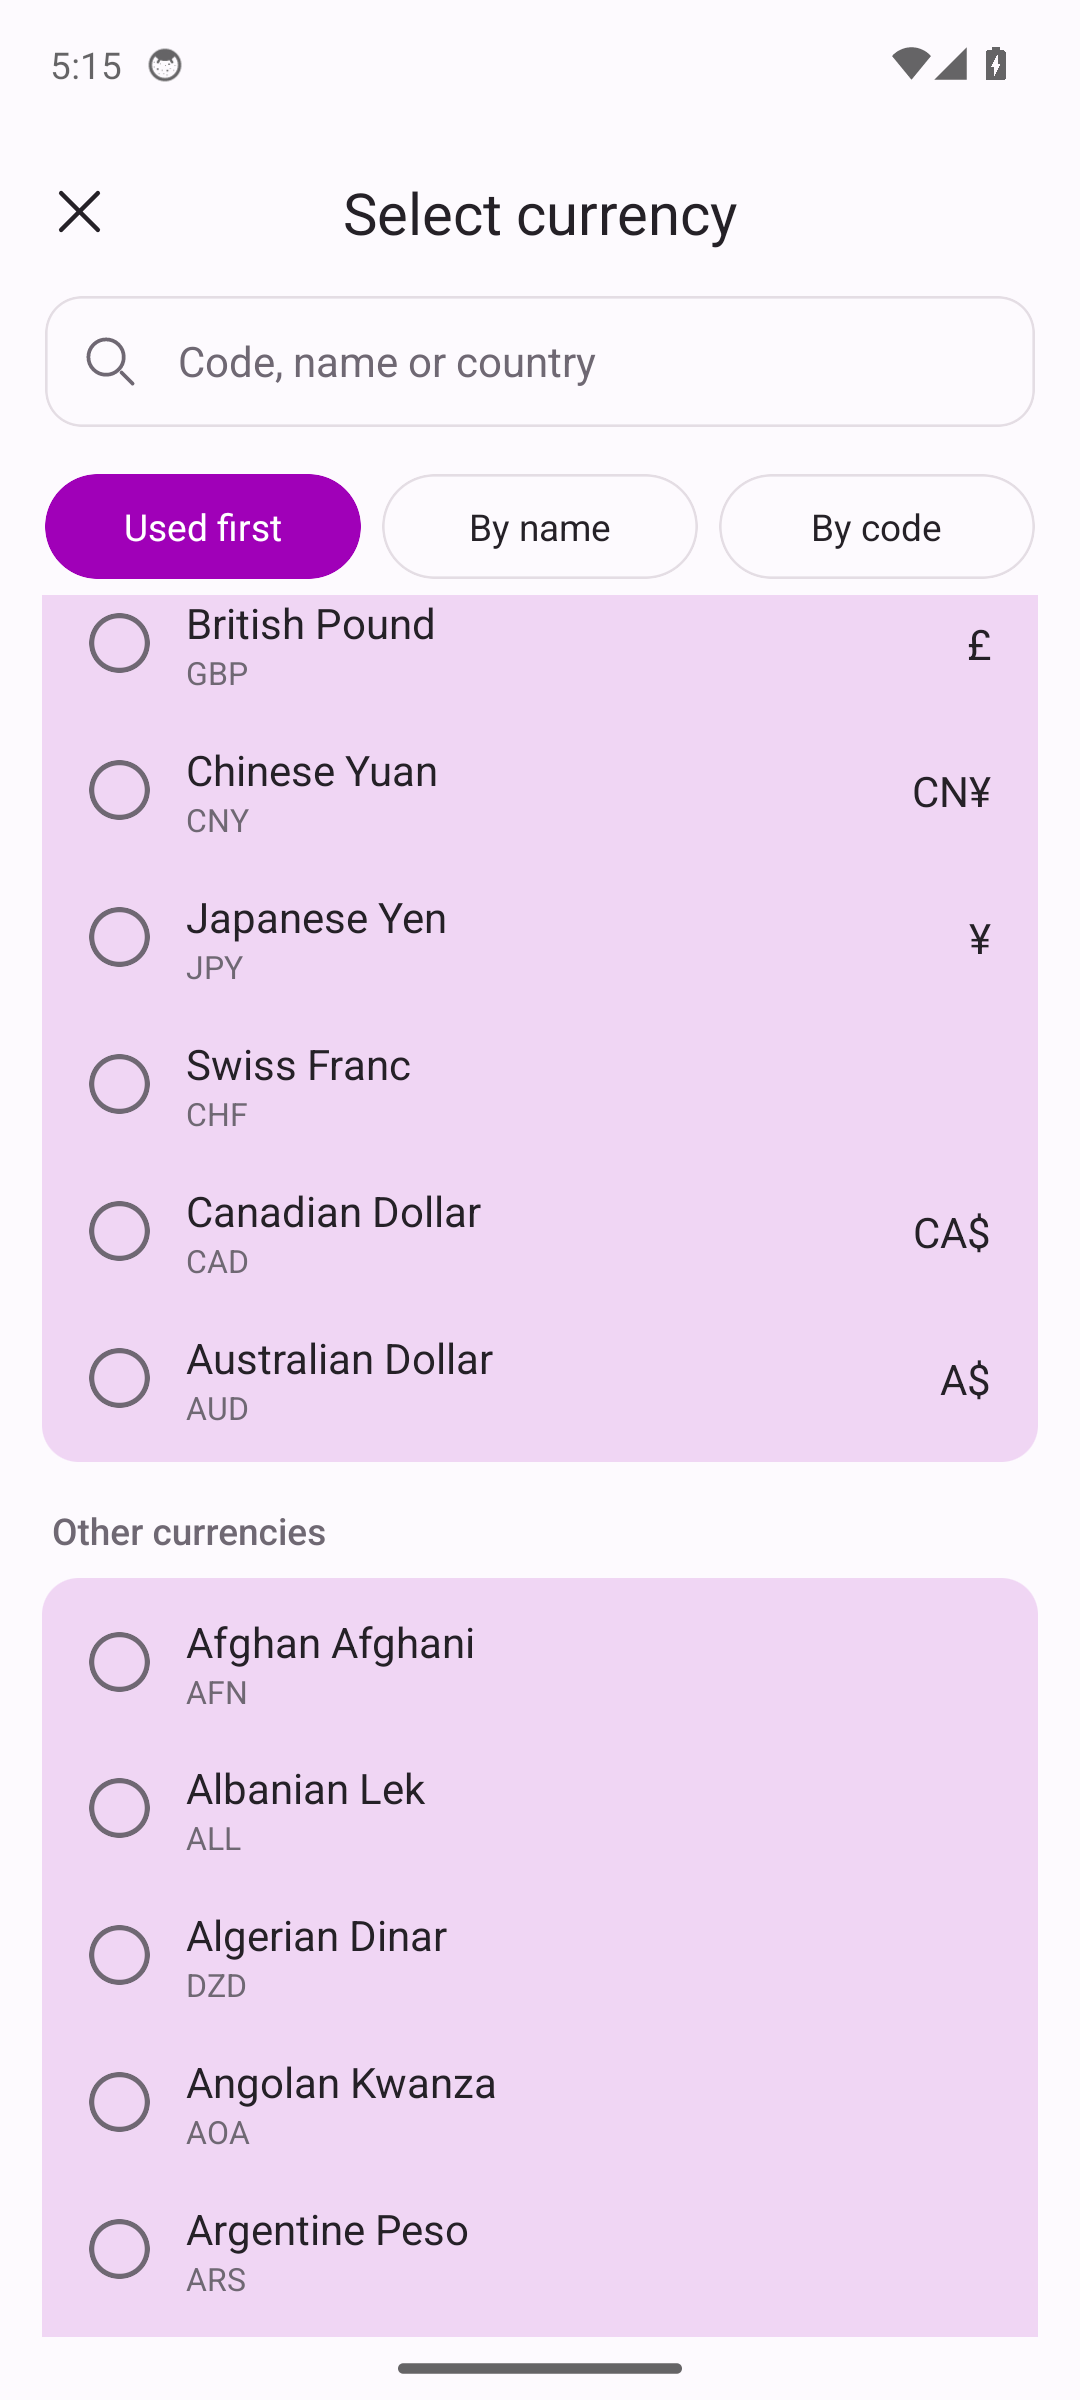 5:15
Select currency
Code, name or country
Used first
By name
By code
British Pound
GBP
£
Chinese Yuan
CNY
CN¥
Japanese Yen
JPY
¥
Swiss Franc
CHF
Canadian Dollar
CAD
CA$
Australian Dollar
AUD
A$
Other currencies
Afghan Afghani
AFN
Albanian Lek
ALL
Algerian Dinar
DZD
Angolan Kwanza
AOA
Argentine Peso
ARS